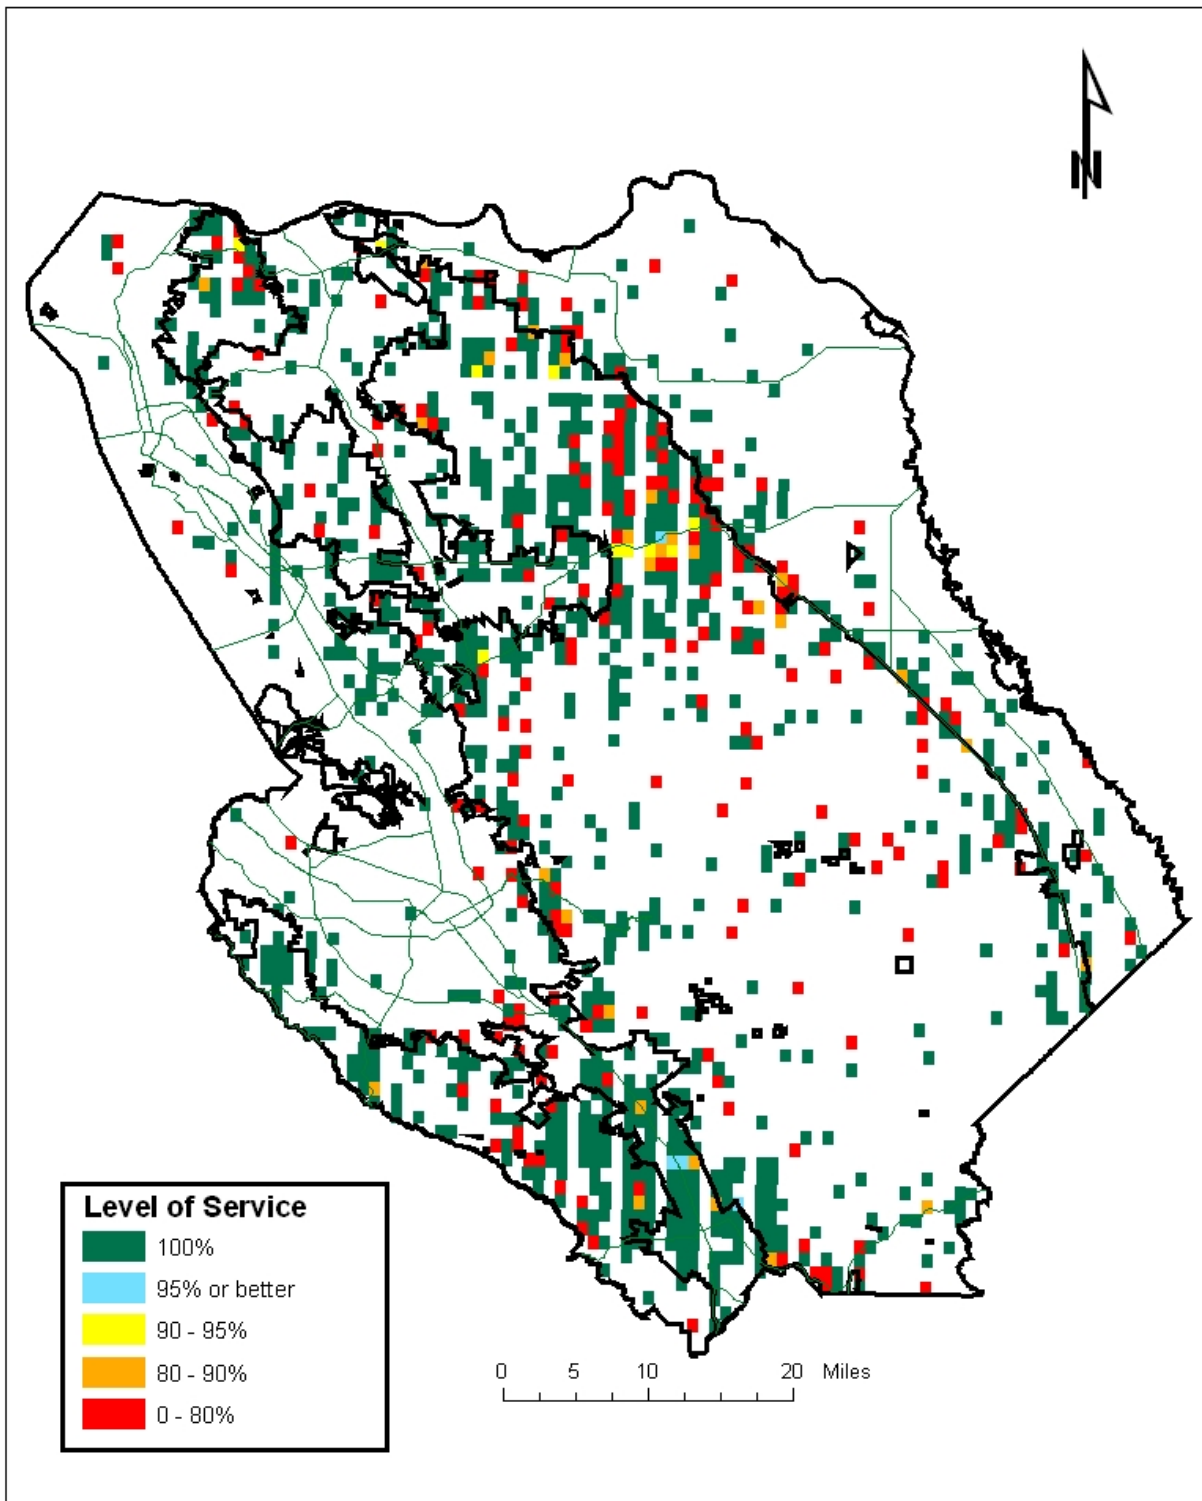 N
Level of Service
100%
95% or better
90 - 95%
80 - 90%
0 - 80%
0 5 10 20 Miles